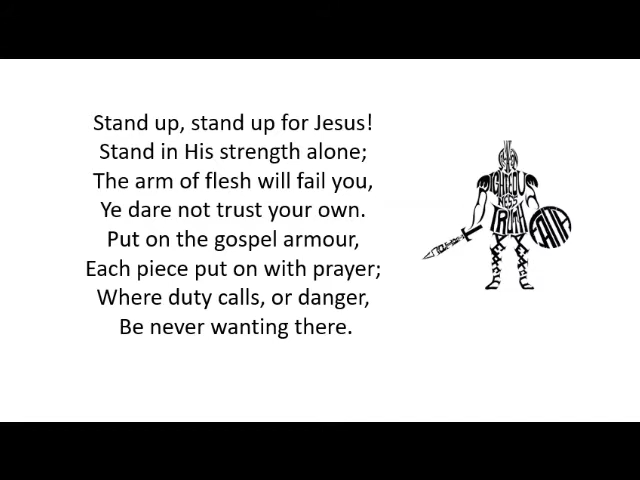 Stand up, stand up for Jesus!
Stand in His strength alone;
The arm of flesh will fail you,
Ye dare not trust your own.
Put on the gospel armour,
Each piece put on with prayer;
Where duty calls, or danger,
Be never wanting there.
IGHTEOU
NESS
TRUTH
FAITH